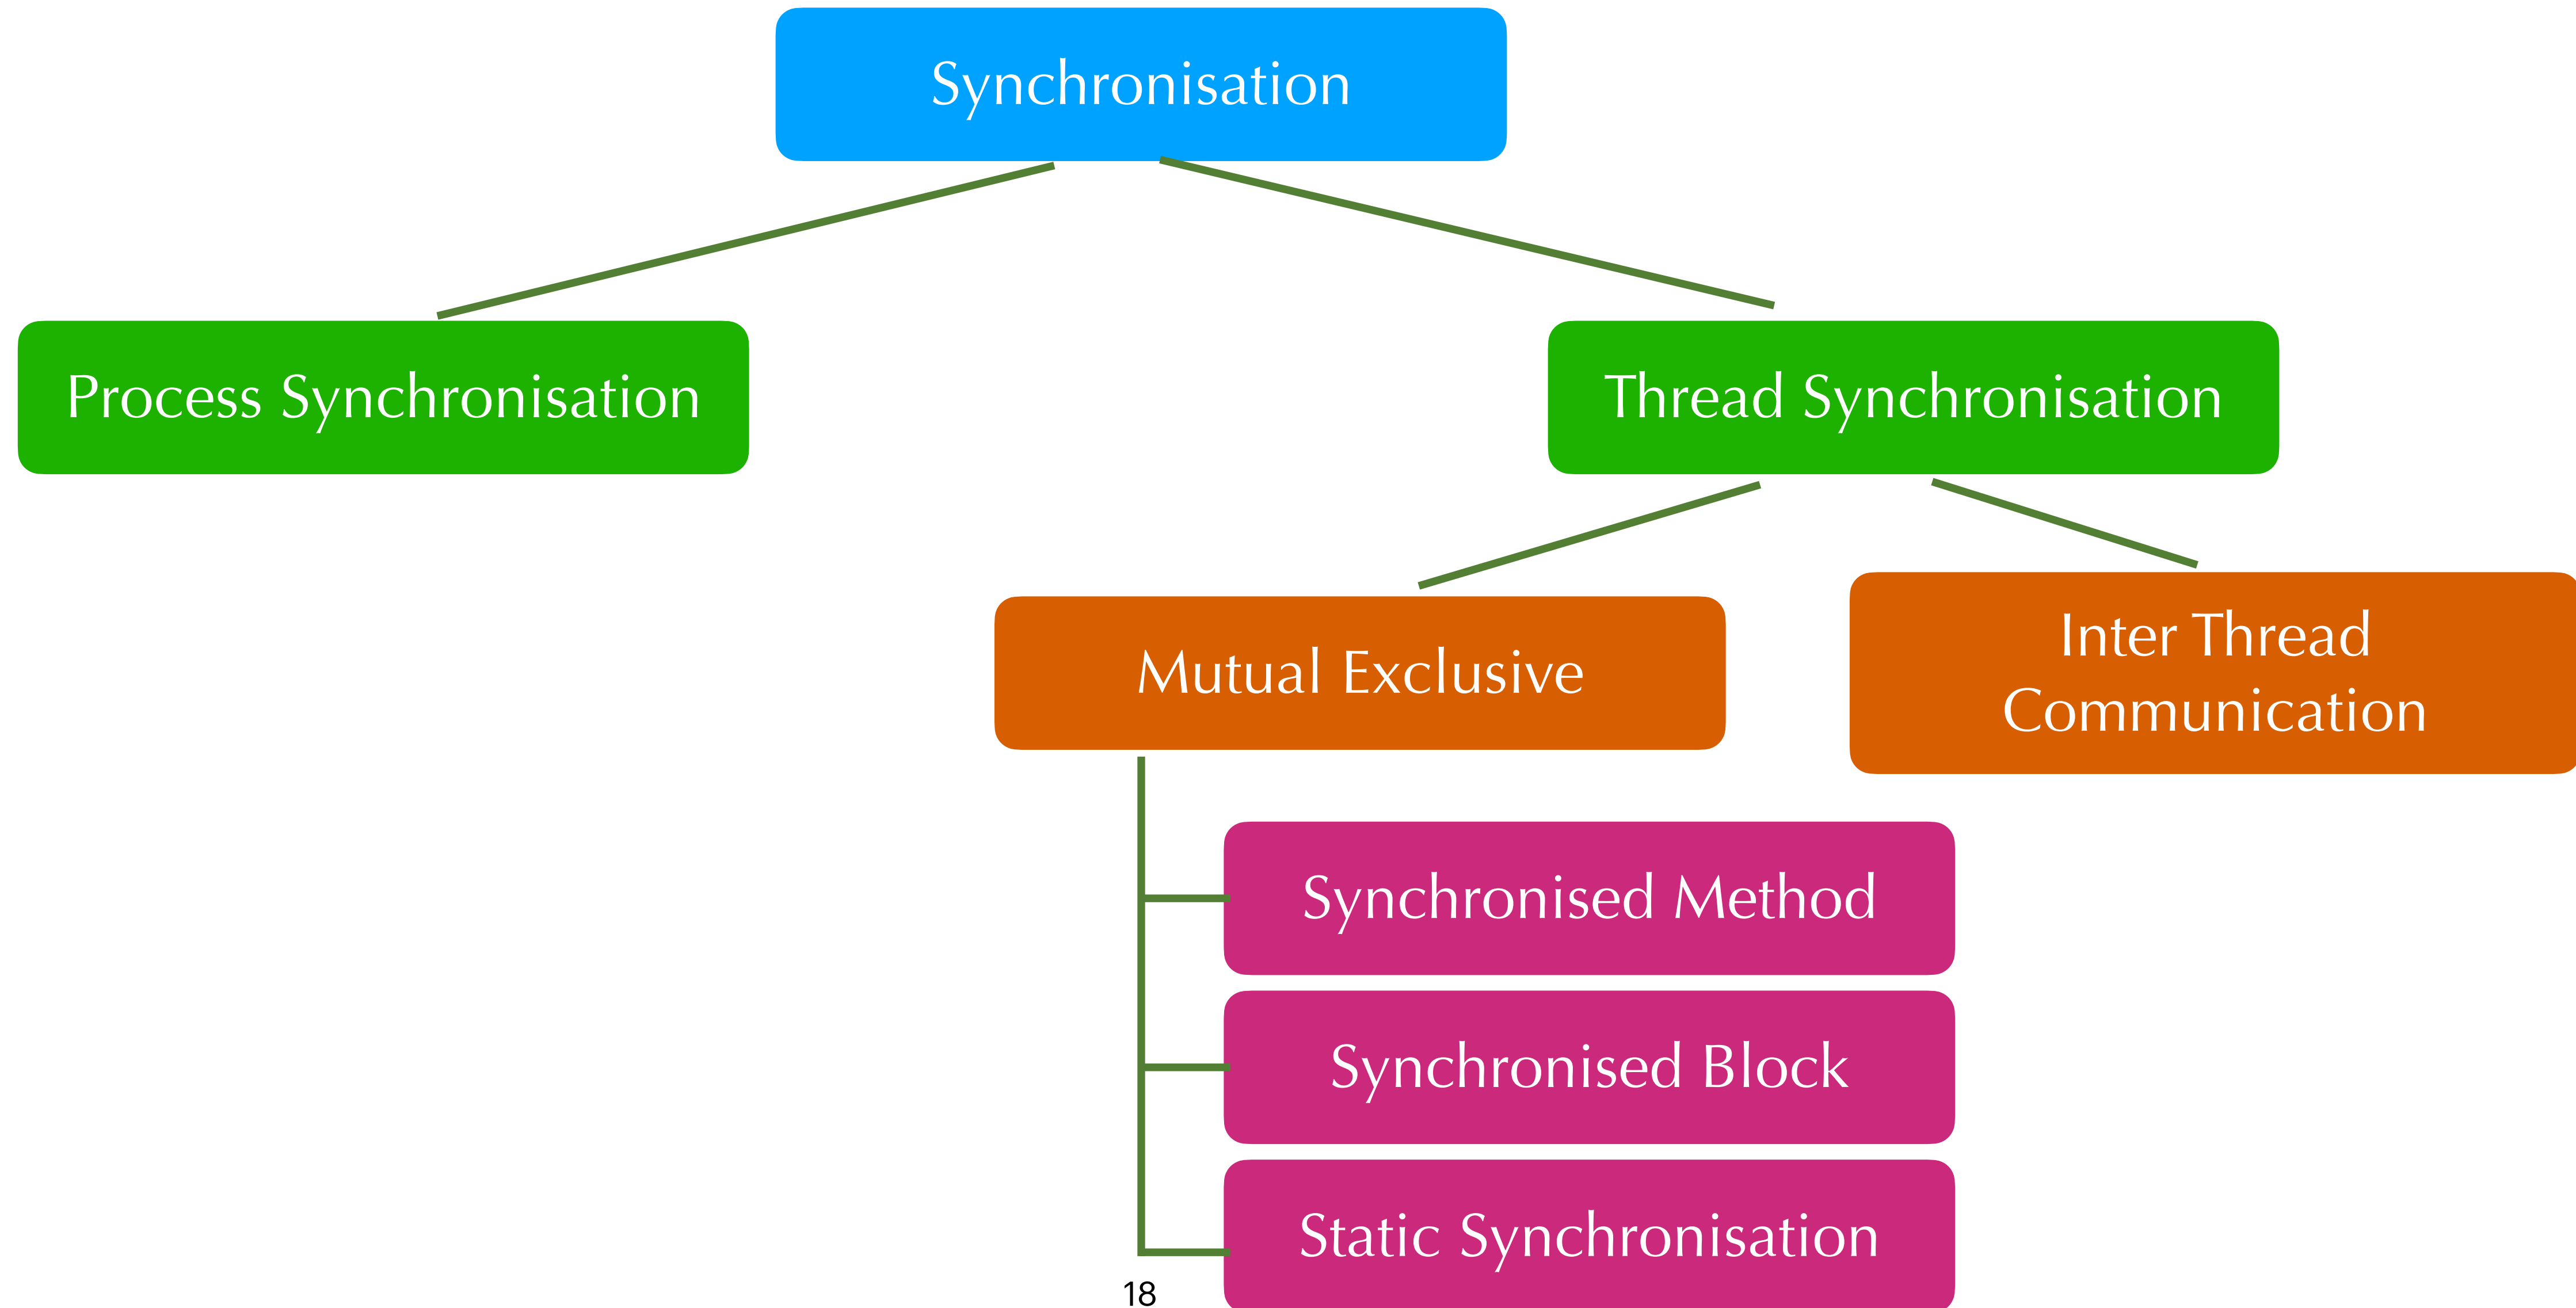 Synchronisation
Process Synchronisation
Thread Synchronisation
Mutual Exclusive
Inter Thread
Communication
Synchronised Method
Synchronised Block
Static Synchronisation
18